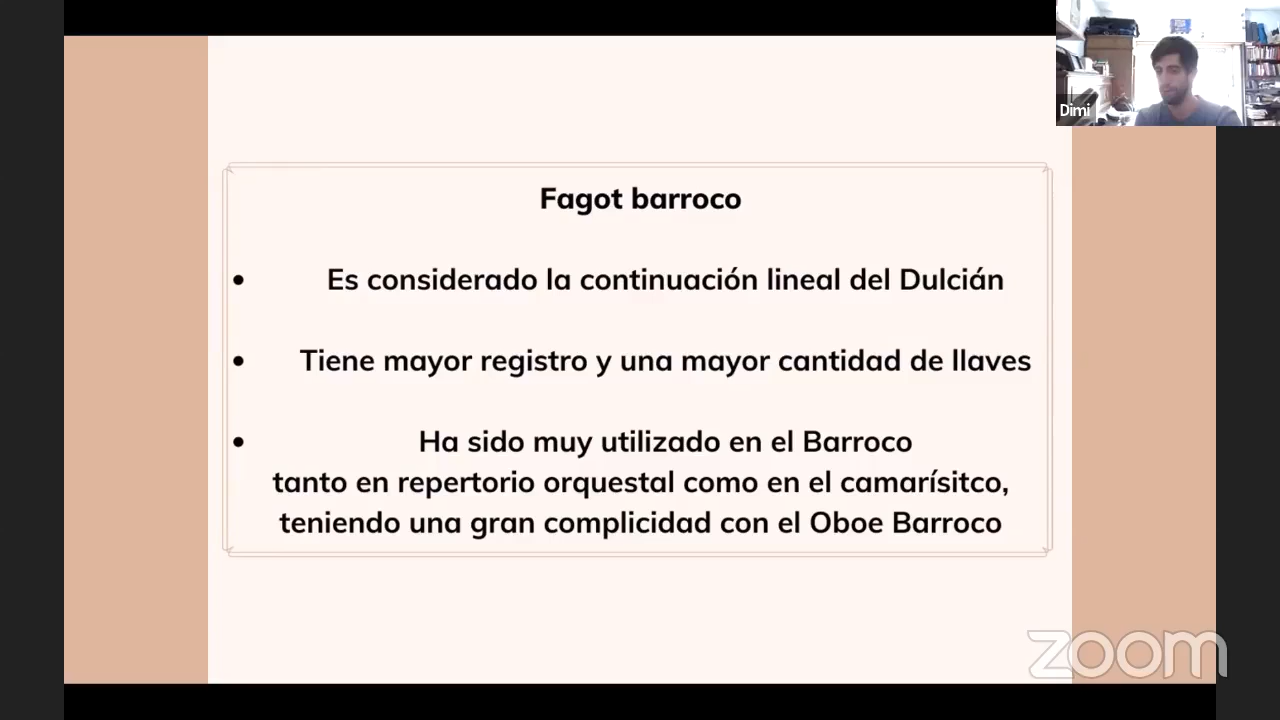 Dimi
Fagot barroco
• Es considerado la continuación lineal del Dulcián
• Tiene mayor registro y una mayor cantidad de llaves
• Ha sido muy utilizado en el Barroco
tanto en repertorio orquestal como en el camarísitco,
teniendo una gran complicidad con el Oboe Barroco
zoom